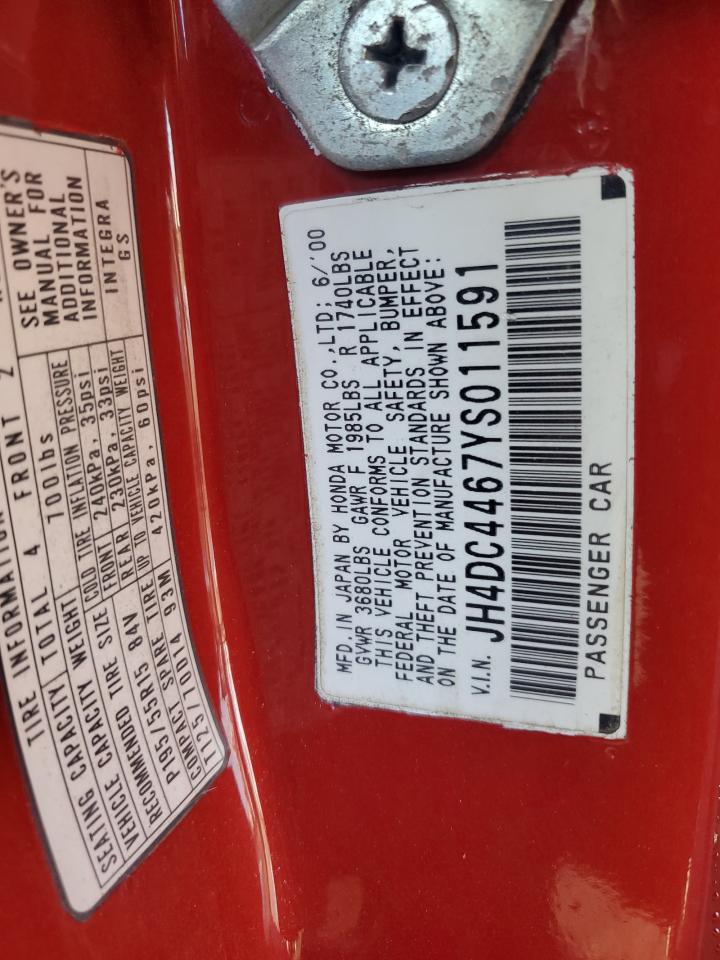 TIRE INFORMATION
SEATING CAPACITY TOTAL 4 FRONT 2
VEHICLE CAPACITY WEIGHT 700lbs
SEE OWNER'S
MANUAL FOR
ADDITIONAL
INFORMATION
RECOMMENDED TIRE SIZE COLD TIRE INFLATION PRESSURE
P195/55R15 84V FRONT 240kPa, 35psi
REAR 230kPa, 33psi
UP TO VEHICLE CAPACITY WEIGHT
INTEGRA
GS
COMPACT SPARE TIRE
T125/70D14 93M 420kPa, 60psi
MFD. IN JAPAN BY HONDA MOTOR CO.,LTD; 6/'00
GVWR 3680LBS GAWR F 1985LBS R 1740LBS
THIS VEHICLE CONFORMS TO ALL APPLICABLE
FEDERAL MOTOR VEHICLE SAFETY, BUMPER,
AND THEFT PREVENTION STANDARDS IN EFFECT
ON THE DATE OF MANUFACTURE SHOWN ABOVE:
V.I.N. JH4DC4467YS011591
PASSENGER CAR